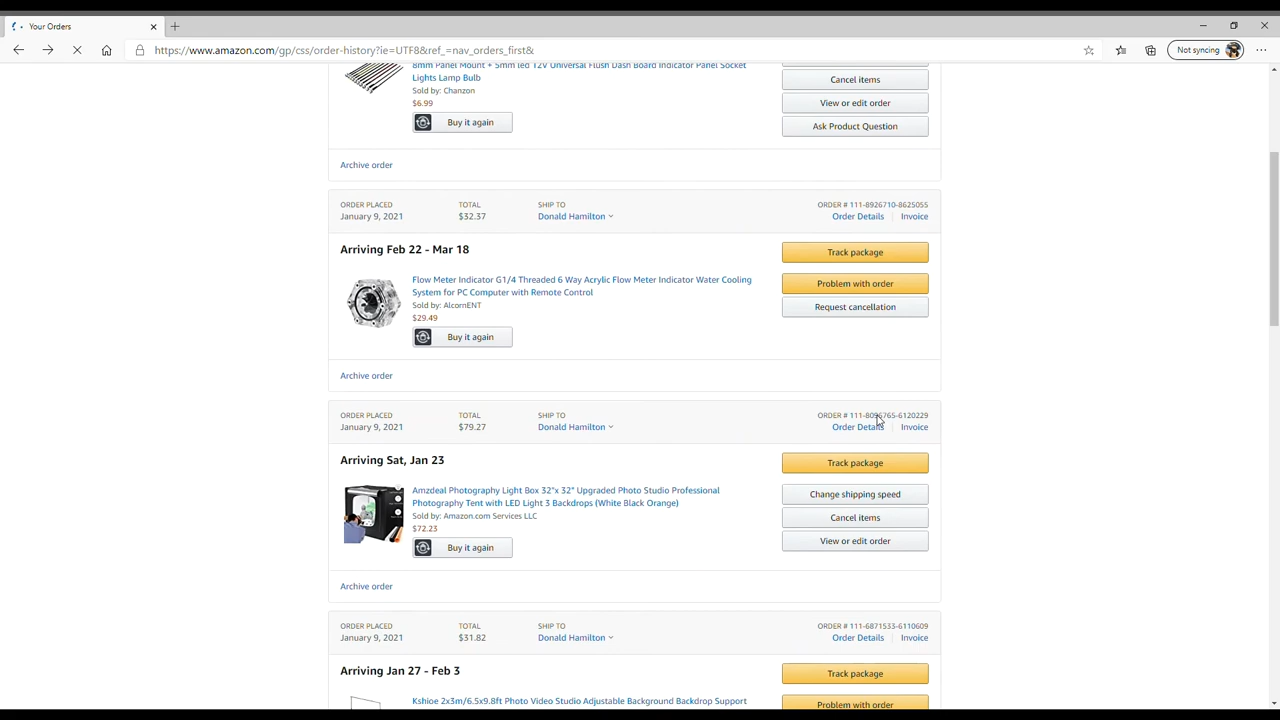 Your Orders
https://www.amazon.com/gp/css/order-history?ie=UTF8&ref_=nav_orders_first&
Not syncing
8mm Panel Mount + 5mm led 12V Universal Flush Dash Board Indicator Panel Socket
Lights Lamp Bulb
Sold by: Chanzon
$6.99
Buy it again
Cancel items
View or edit order
Ask Product Question
Archive order
ORDER PLACED TOTAL SHIP TO ORDER # 111-8926710-8625055
January 9, 2021 $32.37 Donald Hamilton Order Details Invoice
Arriving Feb 22 - Mar 18
Flow Meter Indicator G1/4 Threaded 6 Way Acrylic Flow Meter Indicator Water Cooling
System for PC Computer with Remote Control
Sold by: AlcornENT
$29.49
Buy it again
Track package
Problem with order
Request cancellation
Archive order
ORDER PLACED TOTAL SHIP TO ORDER #
January 9, 2021 $79.27 Donald Hamilton Order Details Invoice
Arriving Sat, Jan 23
Amzdeal Photography Light Box 32"x 32" Upgraded Photo Studio Professional
Photography Tent with LED Light 3 Backdrops (White Black Orange)
Sold by: Amazon.com Services LLC
$72.23
Buy it again
Track package
Change shipping speed
Cancel items
View or edit order
Archive order
ORDER PLACED TOTAL SHIP TO ORDER # 111-6871533-6110609
January 9, 2021 $31.82 Donald Hamilton Order Details Invoice
Arriving Jan 27 - Feb 3
Kshioe 2x3m/6.5x9.8ft Photo Video Studio Adjustable Background Backdrop Support
Track package
Problem with order